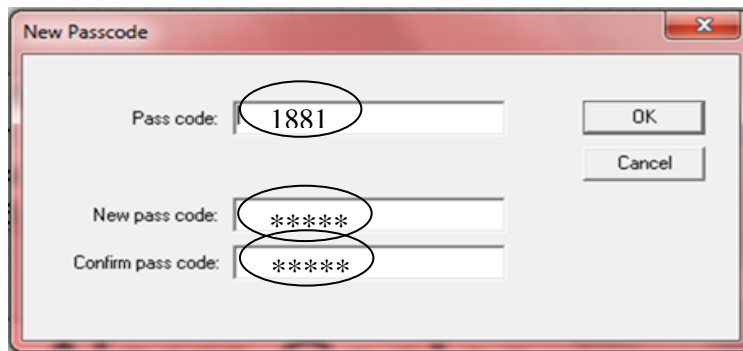 New Passcode
Pass code: 1881 OK
Cancel
New pass code: *****
Confirm pass code: *****